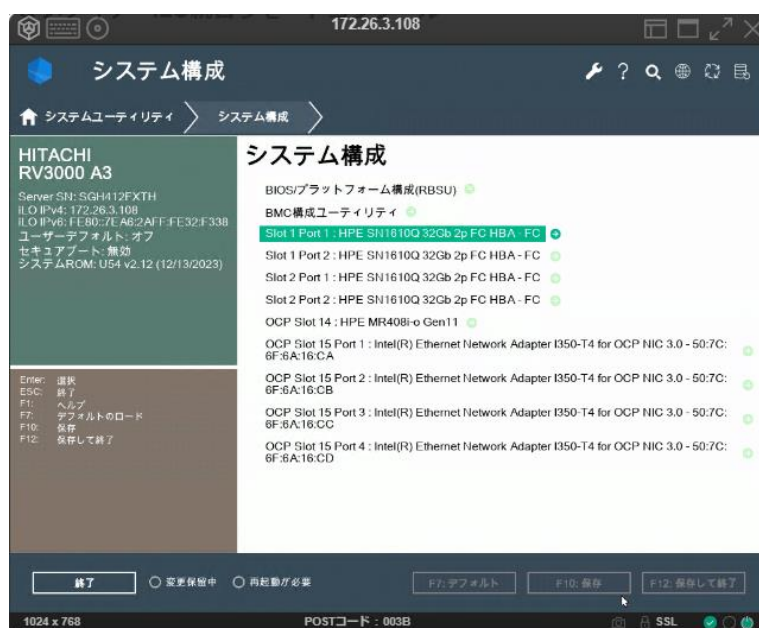 172.26.3.108
システム構成
システムユーティリティ
システム構成
HITACHI
RV3000 A3
Server SN: SGH412FXTH
iLO IPv4: 172.26.3.108
iLO IPv6: FE80::7EA6:2AFF:FE32:F338
ユーザーデフォルト: オフ
セキュアブート: 無効
システムROM: U54 v2.12 (12/13/2023)
Enter: 選択
ESC: 終了
F1: ヘルプ
F7: デフォルトのロード
F10: 保存
F12: 保存して終了
システム構成
BIOS/プラットフォーム構成(RBSU)
BMC構成ユーティリティ
Slot 1 Port 1 : HPE SN1610Q 32Gb 2p FC HBA - FC
Slot 1 Port 2 : HPE SN1610Q 32Gb 2p FC HBA - FC
Slot 2 Port 1 : HPE SN1610Q 32Gb 2p FC HBA - FC
Slot 2 Port 2 : HPE SN1610Q 32Gb 2p FC HBA - FC
OCP Slot 14 : HPE MR408i-o Gen11
OCP Slot 15 Port 1 : Intel(R) Ethernet Network Adapter I350-T4 for OCP NIC 3.0 - 50:7C:
6F:6A:16:CA
OCP Slot 15 Port 2 : Intel(R) Ethernet Network Adapter I350-T4 for OCP NIC 3.0 - 50:7C:
6F:6A:16:CB
OCP Slot 15 Port 3 : Intel(R) Ethernet Network Adapter I350-T4 for OCP NIC 3.0 - 50:7C:
6F:6A:16:CC
OCP Slot 15 Port 4 : Intel(R) Ethernet Network Adapter I350-T4 for OCP NIC 3.0 - 50:7C:
6F:6A:16:CD
終了
変更保留中
再起動が必要
F7: デフォルト
F10: 保存
F12: 保存して終了
1024 x 768
POSTコード : 003B
SSL